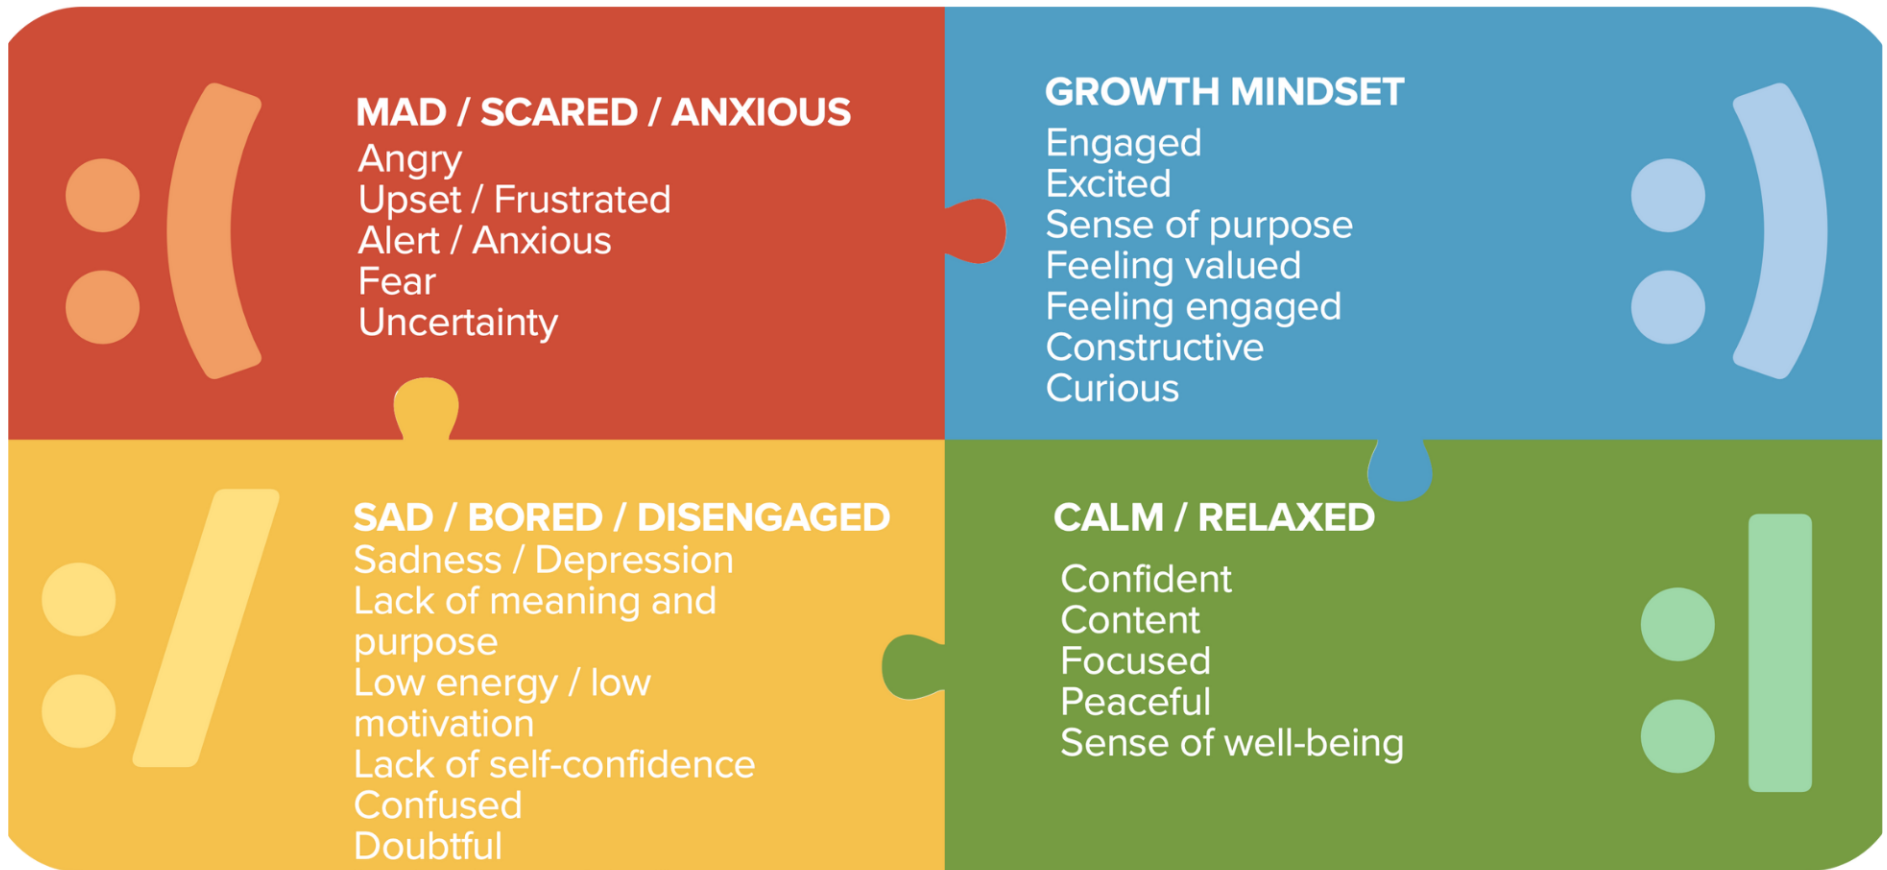 MAD / SCARED / ANXIOUS
Angry
Upset / Frustrated
Alert / Anxious
Fear
Uncertainty
GROWTH MINDSET
Engaged
Excited
Sense of purpose
Feeling valued
Feeling engaged
Constructive
Curious
SAD / BORED / DISENGAGED
Sadness / Depression
Lack of meaning and
purpose
Low energy / low
motivation
Lack of self-confidence
Confused
Doubtful
CALM / RELAXED
Confident
Content
Focused
Peaceful
Sense of well-being